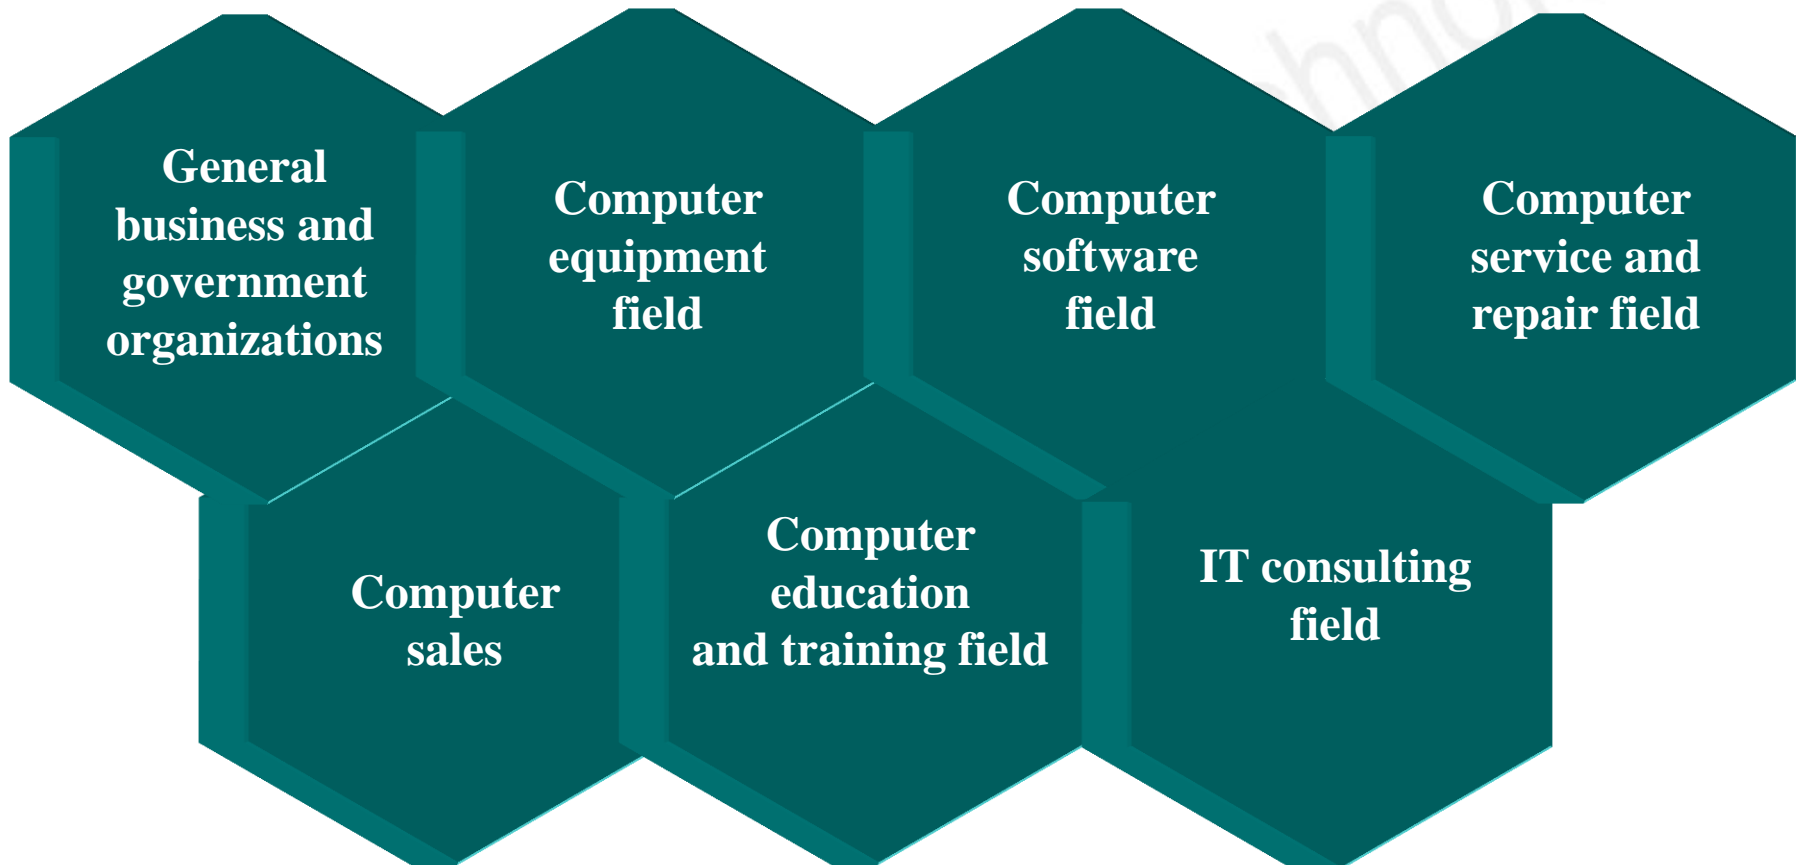 General
business and
government
organizations
Computer
equipment
field
Computer
software
field
Computer
service and
repair field
Computer
sales
Computer
education
and training field
IT consulting
field